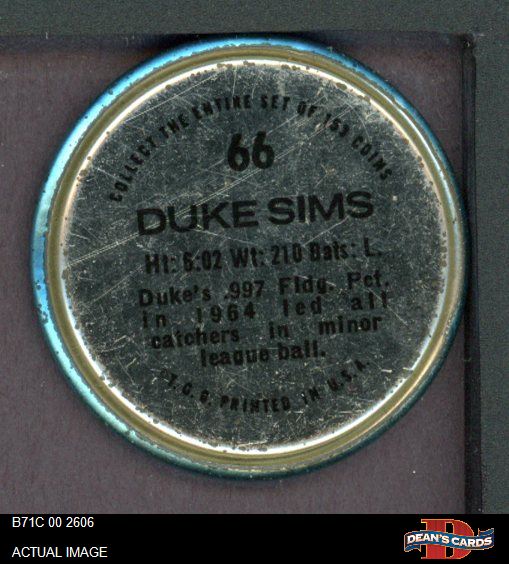 COLLECT THE ENTIRE SET OF 153 COINS
66
DUKE SIMS
Ht: 6:02 Wt: 210 Bats: L.
Duke's .997 Fldg. Pct.
in 1964 led all
catchers in minor
league ball.
T.C.G. PRINTED IN U.S.A.
B71C 00 2606
ACTUAL IMAGE
D
DEAN'S CARDS